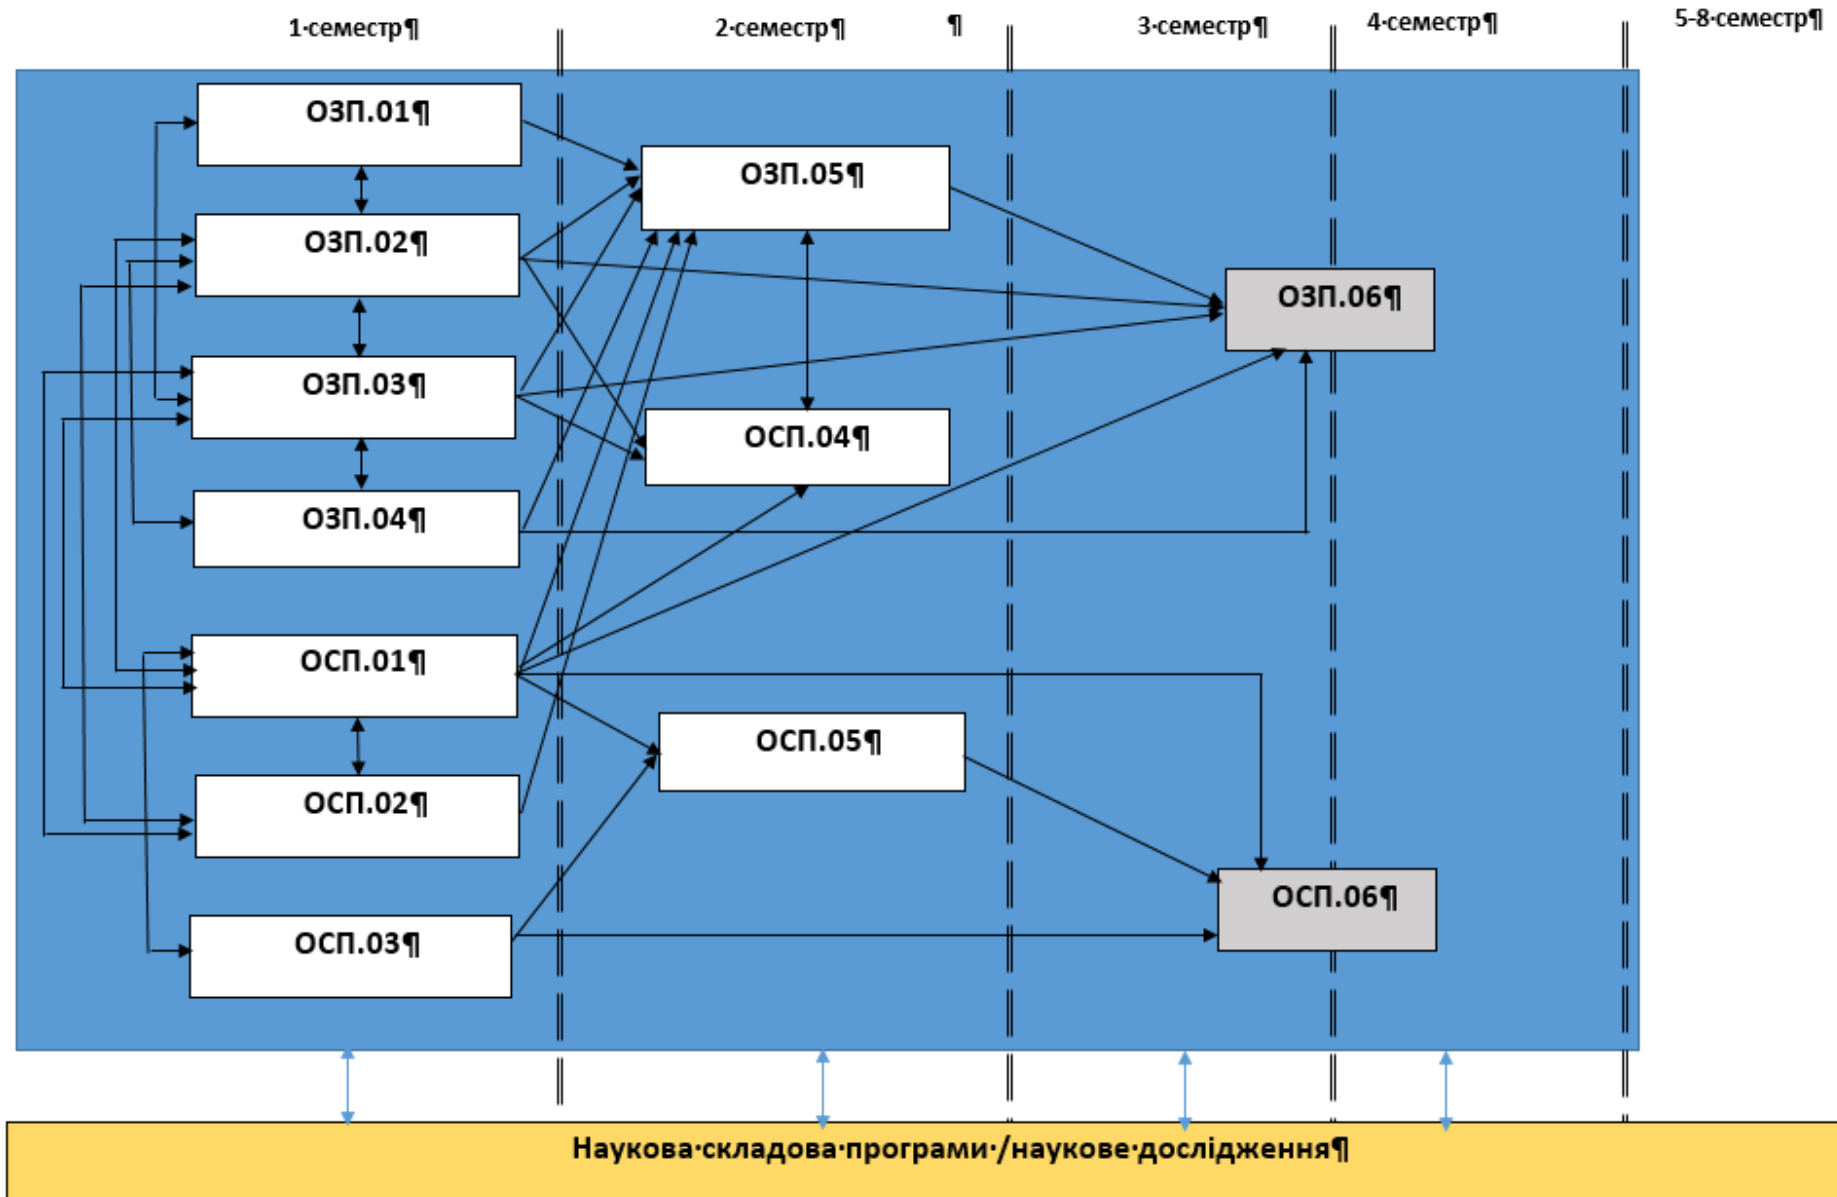 1·семестр¶
2·семестр¶
¶
3·семестр¶
4·семестр¶
5-8·семестр¶
ОЗП.01¶
ОЗП.02¶
ОЗП.03¶
ОЗП.04¶
ОСП.01¶
ОСП.02¶
ОСП.03¶
ОЗП.05¶
ОСП.04¶
ОСП.05¶
ОЗП.06¶
ОСП.06¶
Наукова·складова·програми·/наукове·дослідження¶